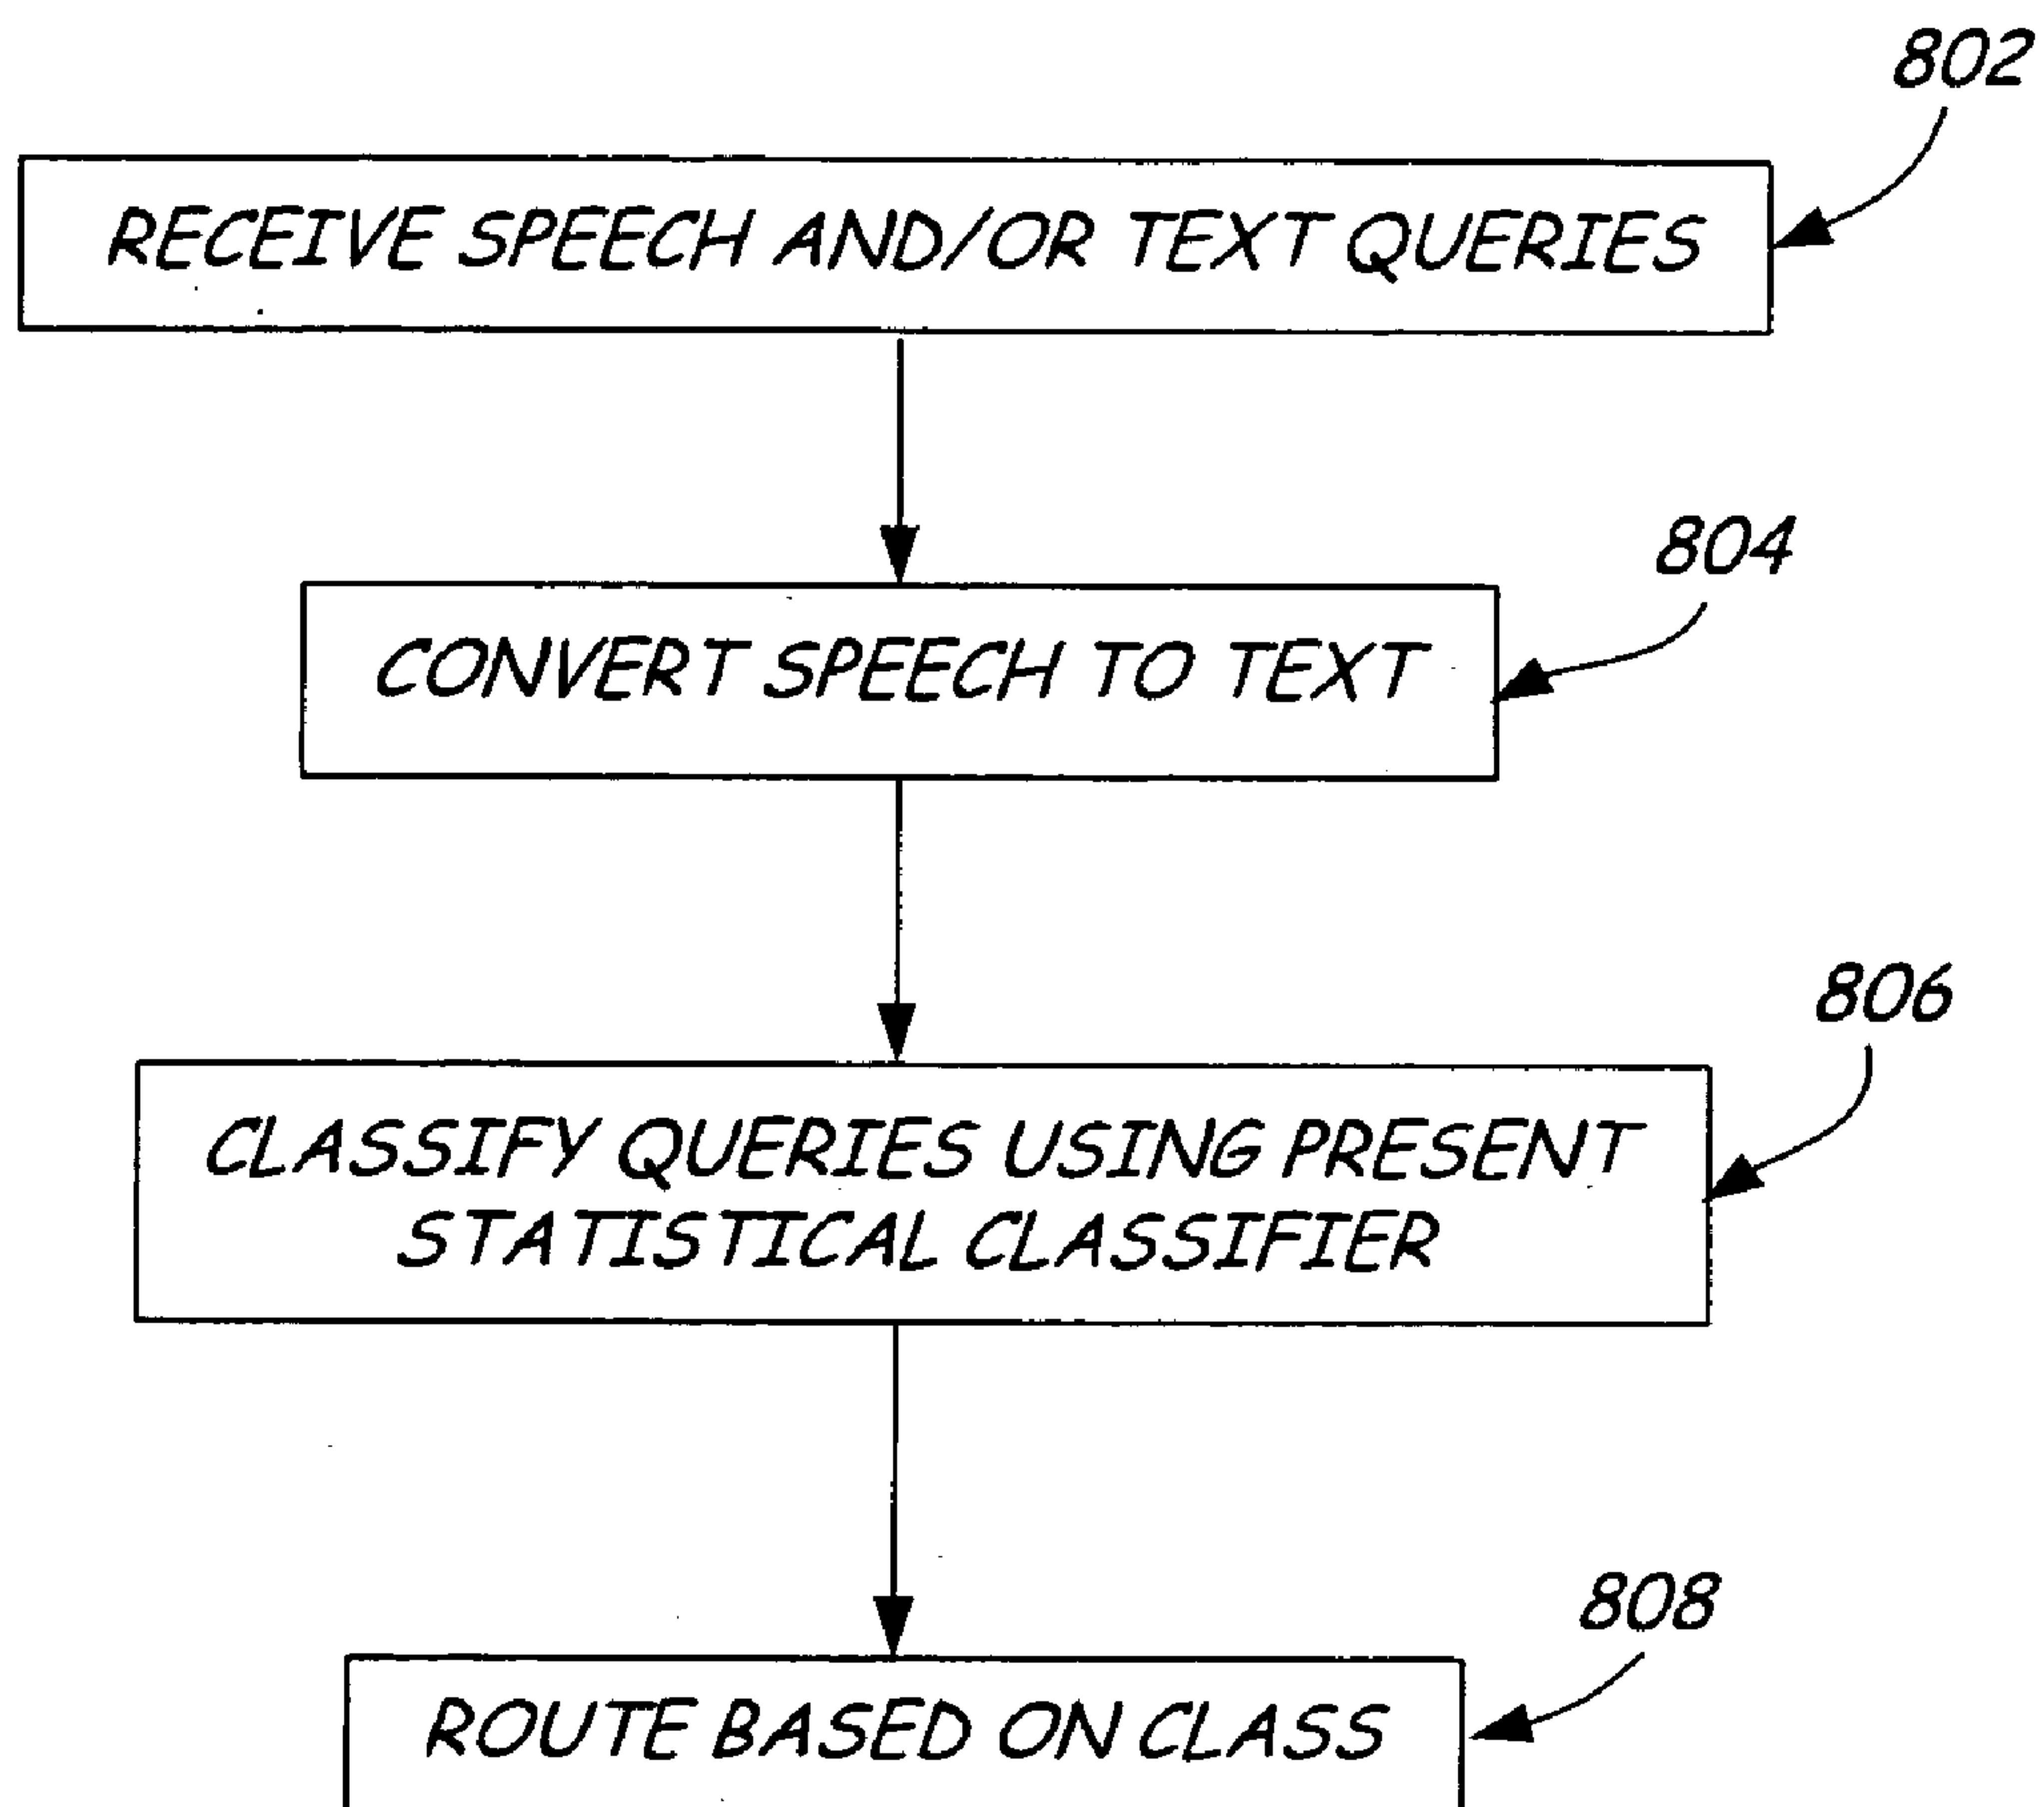 802
RECEIVE SPEECH AND/OR TEXT QUERIES
804
CONVERT SPEECH TO TEXT
806
CLASSIFY QUERIES USING PRESENT
STATISTICAL CLASSIFIER
808
ROUTE BASED ON CLASS